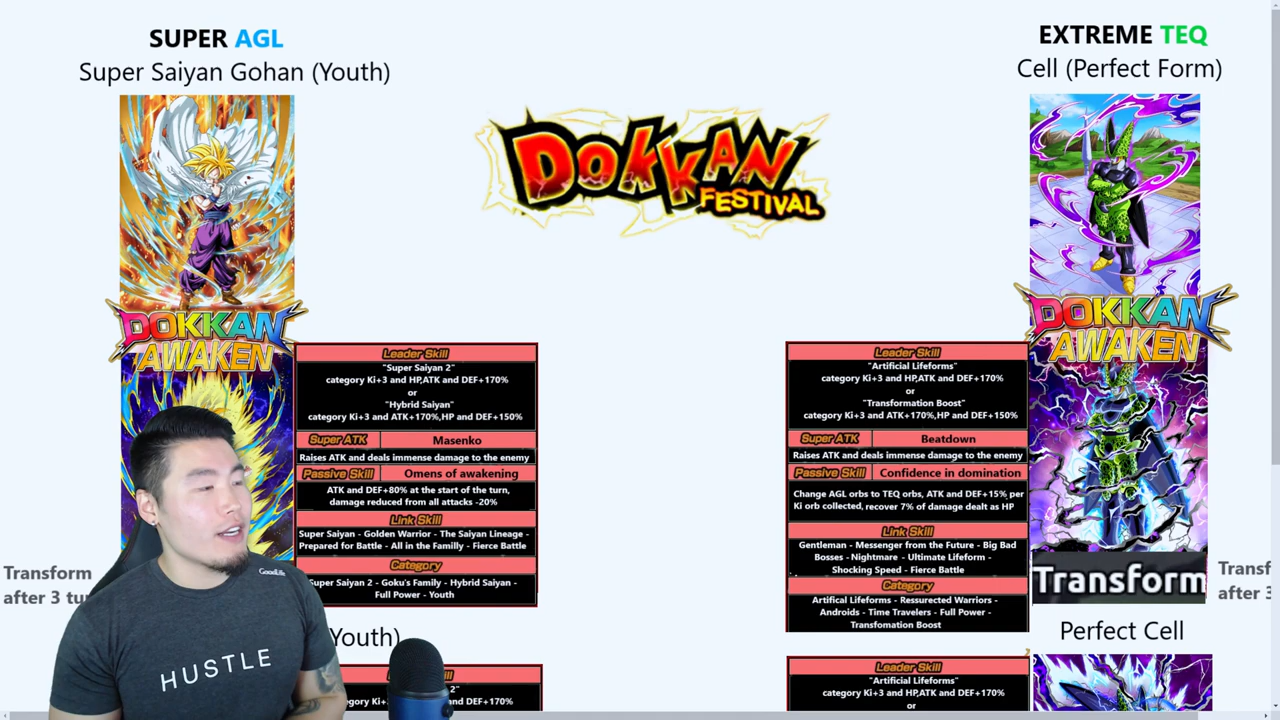 SUPER AGL
Super Saiyan Gohan (Youth)
EXTREME TEQ
Cell (Perfect Form)
DOKKAN
FESTIVAL
DOKKAN
AWAKEN
DOKKAN
AWAKEN
Leader Skill
"Super Saiyan 2"
category Ki+3 and HP,ATK and DEF+170%
or
"Hybrid Saiyan"
category Ki+3 and ATK+170%,HP and DEF+150%
Super ATK Masenko
Raises ATK and deals immense damage to the enemy
Passive Skill Omens of awakening
ATK and DEF+80% at the start of the turn,
damage reduced from all attacks -20%
Link Skill
Super Saiyan - Golden Warrior - The Saiyan Lineage -
Prepared for Battle - All in the Familly - Fierce Battle
Category
Super Saiyan 2 - Goku's Family - Hybrid Saiyan -
Full Power - Youth
Leader Skill
"Artificial Lifeforms"
category Ki+3 and HP,ATK and DEF+170%
or
"Transformation Boost"
category Ki+3 and ATK+170%,HP and DEF+150%
Super ATK Beatdown
Raises ATK and deals immense damage to the enemy
Passive Skill Confidence in domination
Change AGL orbs to TEQ orbs, ATK and DEF+15% per
Ki orb collected, recover 7% of damage dealt as HP
Link Skill
Gentleman - Messenger from the Future - Big Bad
Bosses - Nightmare - Ultimate Lifeform -
Shocking Speed - Fierce Battle
Category
Artifical Lifeforms - Ressurected Warriors -
Androids - Time Travelers - Full Power -
Transfomation Boost
Transform
after 3
Transform
after 3
Youth)
Perfect Cell
Leader Skill
2"
category Ki+3 and HP,ATK and DEF+170%
or
"Artificial Lifeforms"
Leader Skill
DEF+170%
GoodLife
HUSTLE